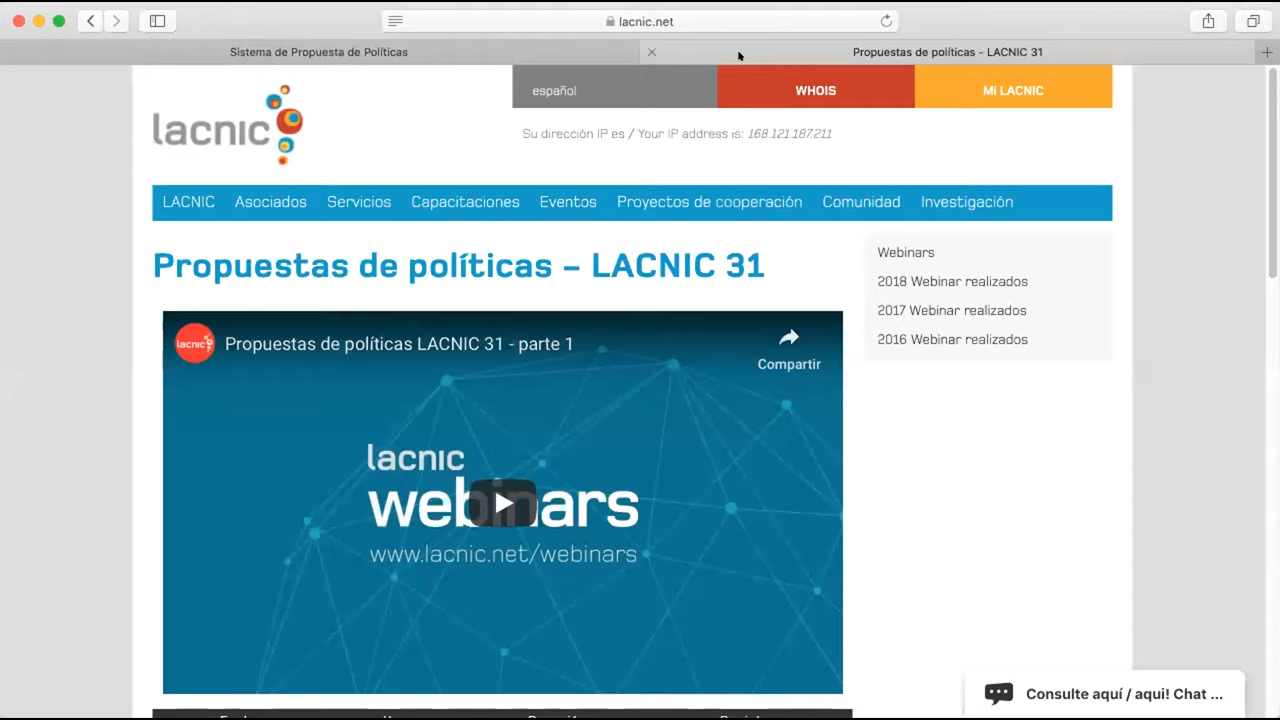 lacnic.net
Sistema de Propuesta de Políticas
Propuestas de políticas - LACNIC 31
lacnic
español
WHOIS
Mi LACNIC
Su dirección IP es / Your IP address is: 168.121.187.211
LACNIC Asociados Servicios Capacitaciones Eventos Proyectos de cooperación Comunidad Investigación
Propuestas de políticas – LACNIC 31
Webinars
2018 Webinar realizados
2017 Webinar realizados
2016 Webinar realizados
lacnic
Propuestas de políticas LACNIC 31 - parte 1
Compartir
lacnic
webinars
www.lacnic.net/webinars
Consulte aquí / aqui! Chat ...